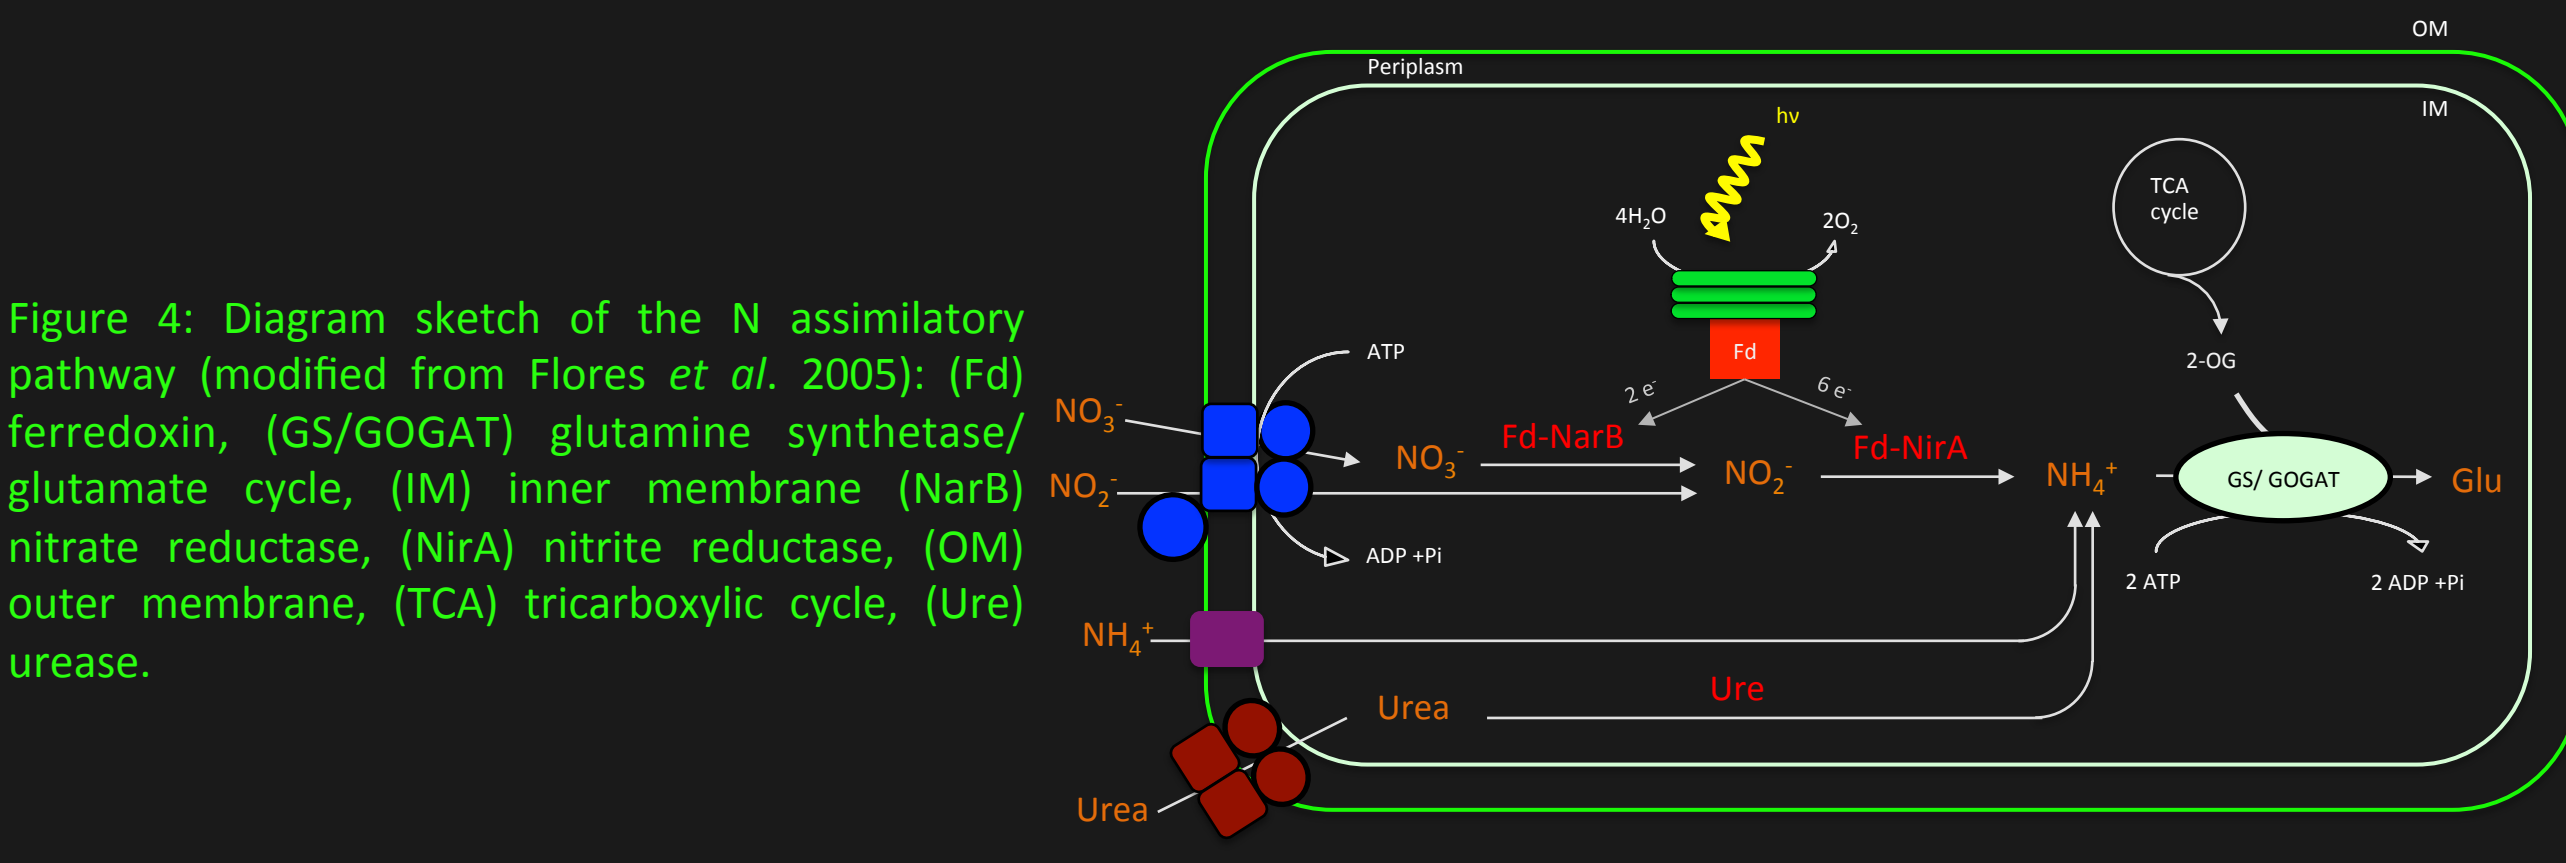 Figure 4: Diagram sketch of the N assimilatory
pathway (modified from Flores et al. 2005): (Fd)
ferredoxin, (GS/GOGAT) glutamine synthetase/
glutamate cycle, (IM) inner membrane (NarB)
nitrate reductase, (NirA) nitrite reductase, (OM)
outer membrane, (TCA) tricarboxylic cycle, (Ure)
urease.
OM
Periplasm
IM
hν
TCA
cycle
4H₂O
2O₂
Fd
ATP
2-OG
2 e⁻
6 e⁻
NO₃⁻
NO₃⁻
Fd-NarB
Fd-NirA
NO₂⁻
NO₂⁻
NH₄⁺
GS/ GOGAT
Glu
ADP +Pi
2 ATP
2 ADP +Pi
NH₄⁺
Ure
Urea
Urea